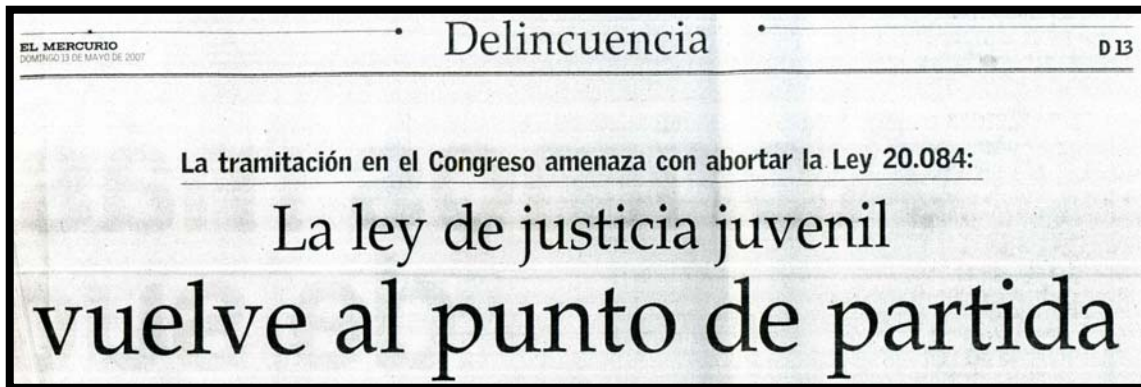 EL MERCURIO
DOMINGO 13 DE MAYO DE 2007
Delincuencia
D 13
La tramitación en el Congreso amenaza con abortar la Ley 20.084:
La ley de justicia juvenil
vuelve al punto de partida